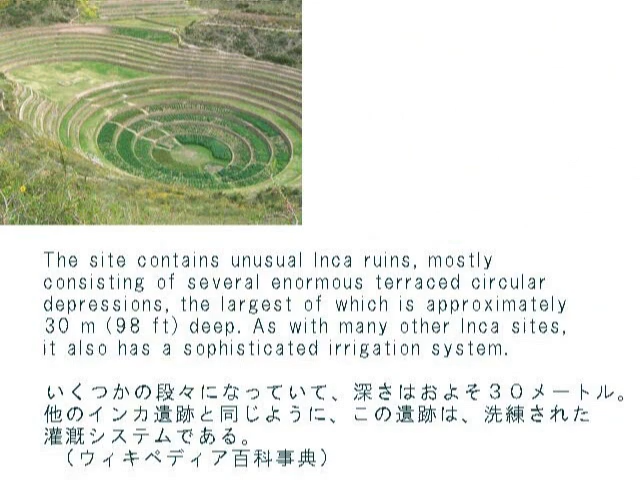 The site contains unusual Inca ruins, mostly
consisting of several enormous terraced circular
depressions, the largest of which is approximately
30 m (98 ft) deep. As with many other Inca sites,
it also has a sophisticated irrigation system.
いくつかの段々になっていて、深さはおよそ３０メートル。
他のインカ遺跡と同じように、この遺跡は、洗練された
灌漑システムである。
（ウィキペディア百科事典）